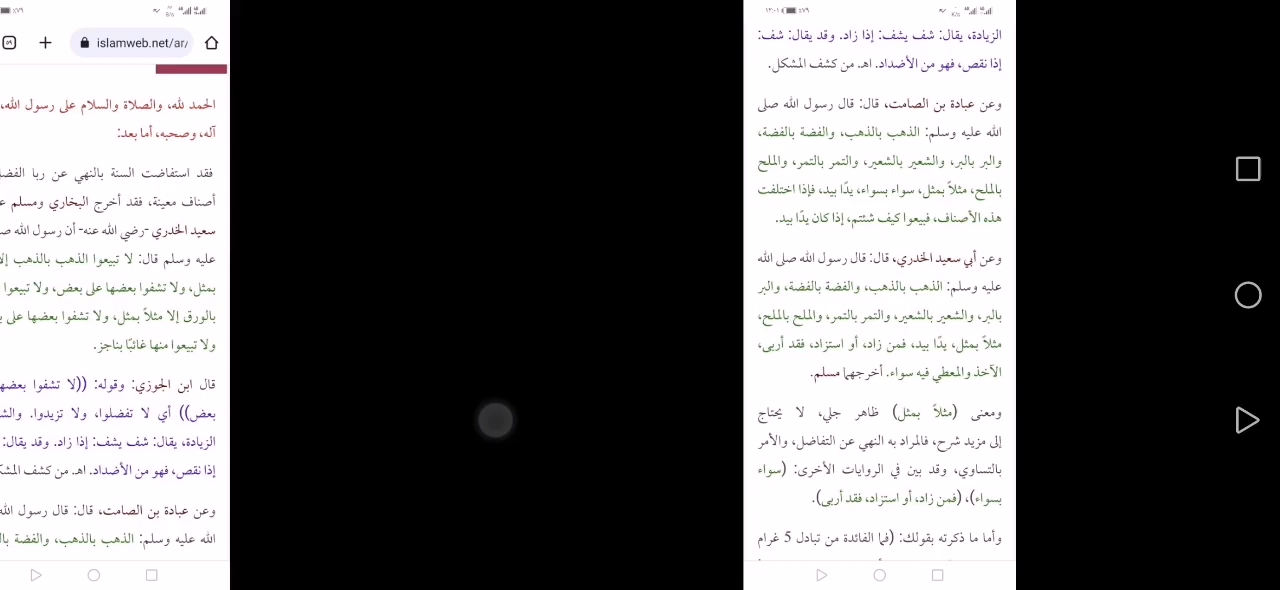 ٪٧٩
islamweb.net/ar/
الحمد لله، والصلاة والسلام على رسول الله،
آله، وصحبه، أما بعد:
فقد استفاضت السنة بالنهي عن ربا
أصناف معينة، فقد أخرج البخاري ومسلم
سعيد الخدري -رضي الله عنه- أن رسول الله
عليه وسلم قال: لا تبيعوا الذهب بالذهب
بمثل، ولا تشفوا بعضها على بعض، ولا تبيعوا
بالورق إلا مثلاً بمثل، ولا تشفوا بعضها على
ولا تبيعوا منها غائبًا بناجز.
قال ابن الجوزي: وقوله: ((لا تشفوا
بعض)) أي لا تفضلوا، ولا تزيدوا.
الزيادة، يقال: شف يشف: إذا زاد. وقد يقال:
إذا نقص، فهو من الأضداد. اهـ. من كشف
وعن عبادة بن الصامت، قال: قال رسول الله
الله عليه وسلم: الذهب بالذهب، والفضة
١٢:٠١ ٪٧٩
الزيادة، يقال: شف يشف: إذا زاد. وقد يقال: شف:
إذا نقص، فهو من الأضداد. اهـ. من كشف المشكل.
وعن عبادة بن الصامت، قال: قال رسول الله صلى
الله عليه وسلم: الذهب بالذهب، والفضة بالفضة،
والبر بالبر، والشعير بالشعير، والتمر بالتمر، والملح
بالملح، مثلاً بمثل، سواء بسواء، يدًا بيد، فإذا اختلفت
هذه الأصناف، فبيعوا كيف شئتم، إذا كان يدًا بيد.
وعن أبي سعيد الخدري، قال: قال رسول الله صلى الله
عليه وسلم: الذهب بالذهب، والفضة بالفضة، والبر
بالبر، والشعير بالشعير، والتمر بالتمر، والملح بالملح،
مثلاً بمثل، يدًا بيد، فمن زاد، أو استزاد، فقد أربى،
الآخذ والمعطي فيه سواء. أخرجهما مسلم.
ومعنى (مثلاً بمثل) ظاهر جلي، لا يحتاج
إلى مزيد شرح، فالمراد به النهي عن التفاضل، والأمر
بالتساوي، وقد بين في الروايات الأخرى: (سواء
بسواء)، (فمن زاد، أو استزاد، فقد أربى).
وأما ما ذكرته بقولك: (فما الفائدة من تبادل 5 غرام